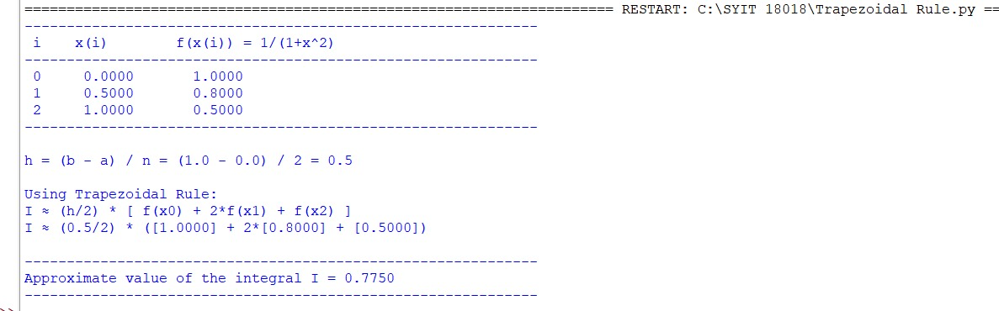 ====================================================================== RESTART: C:\SYIT 18018\Trapezoidal Rule.py ==
-------------------------------------------------------------
i    x(i)        f(x(i)) = 1/(1+x^2)
-------------------------------------------------------------
0     0.0000       1.0000
1     0.5000       0.8000
2     1.0000       0.5000
-------------------------------------------------------------
h = (b - a) / n = (1.0 - 0.0) / 2 = 0.5
Using Trapezoidal Rule:
I ≈ (h/2) * [ f(x0) + 2*f(x1) + f(x2) ]
I ≈ (0.5/2) * ([1.0000] + 2*[0.8000] + [0.5000])
-------------------------------------------------------------
Approximate value of the integral I = 0.7750
-------------------------------------------------------------
>>